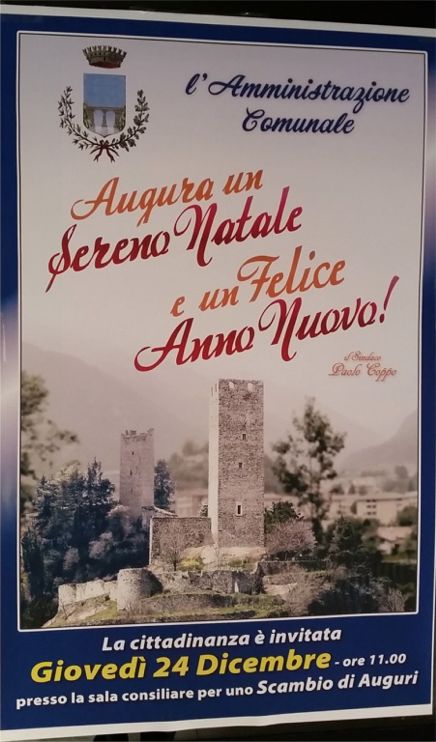 l'Amministrazione
Comunale
Augura un
Sereno Natale
e un Felice
Anno Nuovo!
il Sindaco
Paolo Coppo
La cittadinanza è invitata
Giovedì 24 Dicembre - ore 11.00
presso la sala consiliare per uno Scambio di Auguri